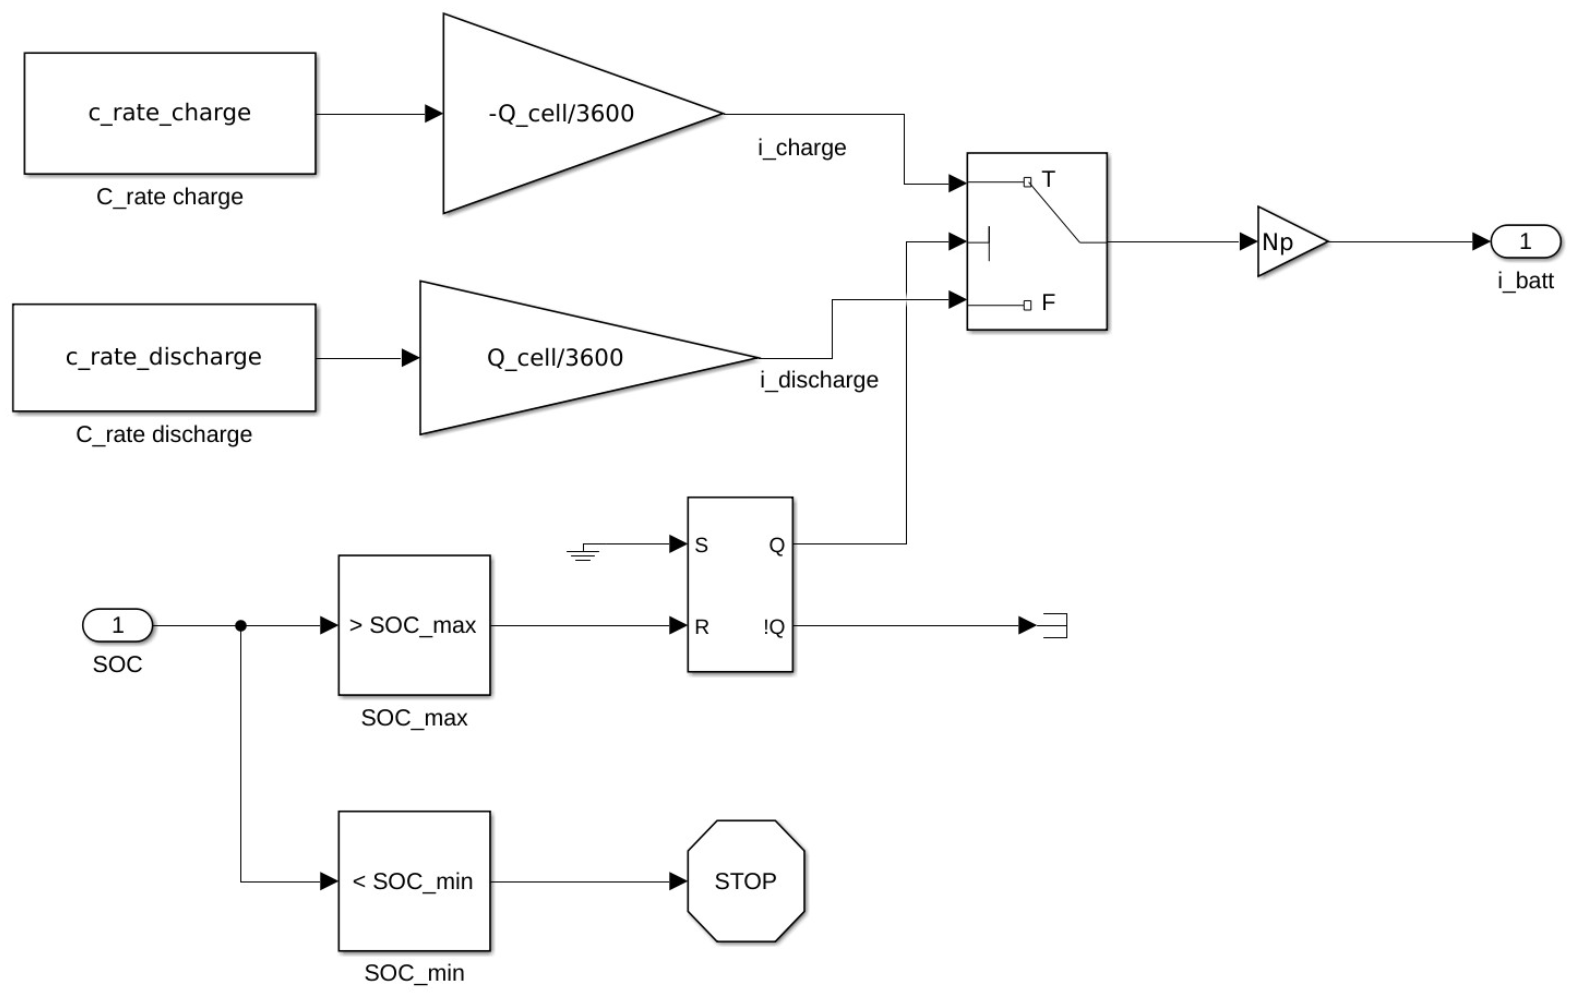 c_rate_charge
C_rate charge
-Q_cell/3600
i_charge
T
F
Np
1
i_batt
c_rate_discharge
C_rate discharge
Q_cell/3600
i_discharge
S
R
Q
!Q
1
SOC
> SOC_max
SOC_max
< SOC_min
SOC_min
STOP